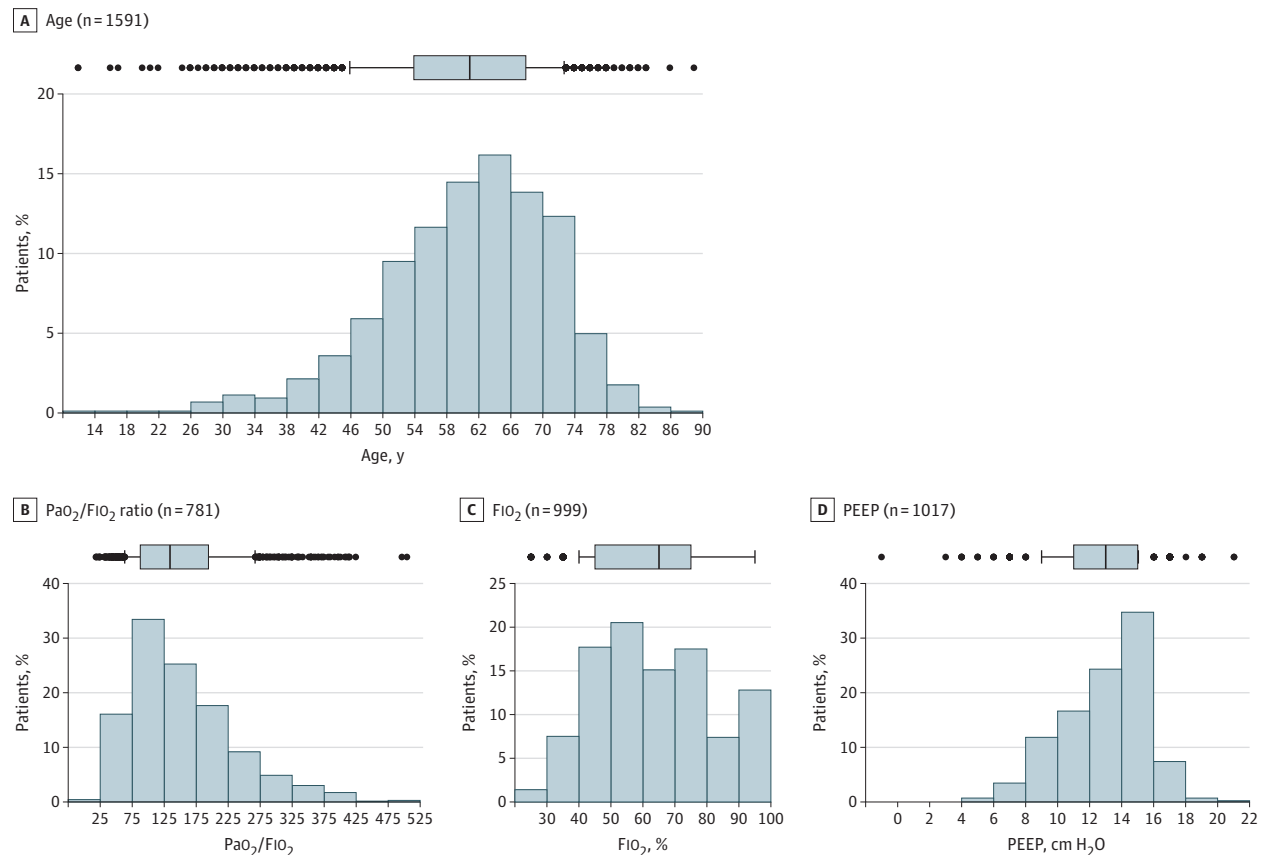 A Age (n=1591)
20
15
10
5
0
Patients, %
14 18 22 26 30 34 38 42 46 50 54 58 62 66 70 74 78 82 86 90
Age, y
B PaO2/FIO2 ratio (n=781)
40
30
20
10
0
Patients, %
25 75 125 175 225 275 325 375 425 475 525
PaO2/FIO2
C FIO2 (n=999)
25
20
15
10
5
0
Patients, %
30 40 50 60 70 80 90 100
FIO2, %
D PEEP (n=1017)
40
30
20
10
0
Patients, %
0 2 4 6 8 10 12 14 16 18 20 22
PEEP, cm H2O